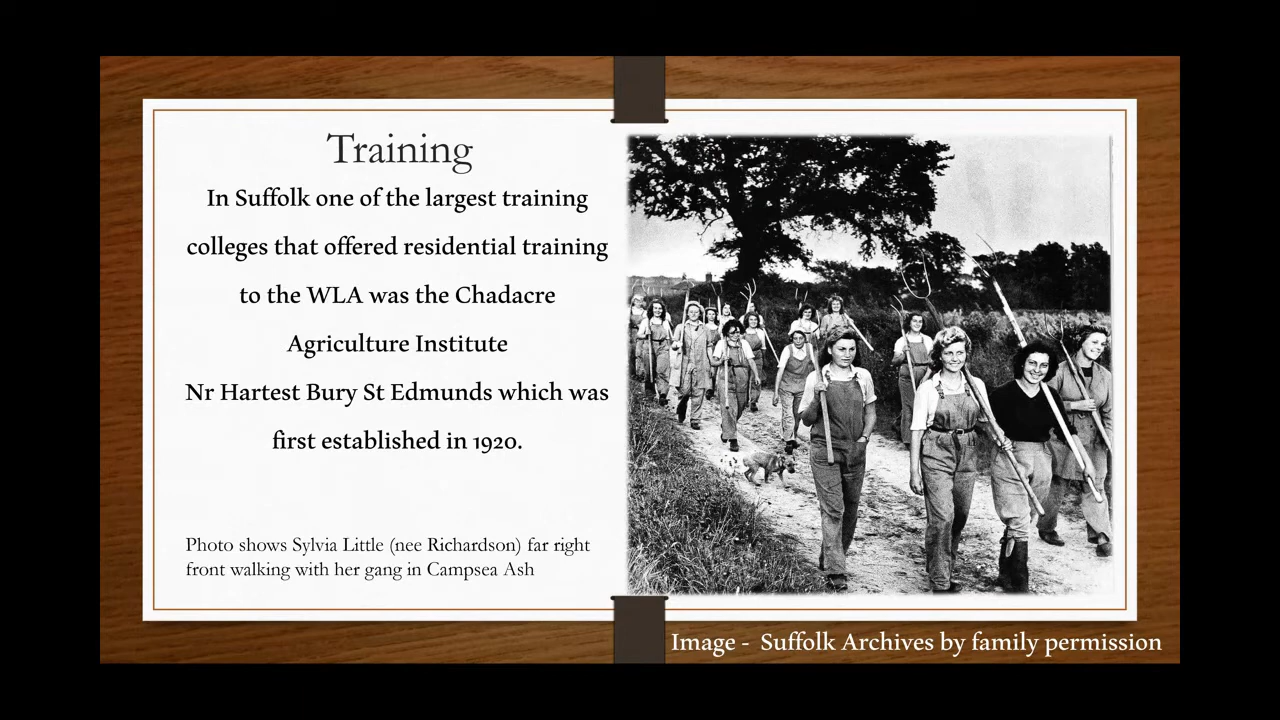 Training
In Suffolk one of the largest training
colleges that offered residential training
to the WLA was the Chadacre
Agriculture Institute
Nr Hartest Bury St Edmunds which was
first established in 1920.
Photo shows Sylvia Little (nee Richardson) far right
front walking with her gang in Campsea Ash
Image - Suffolk Archives by family permission